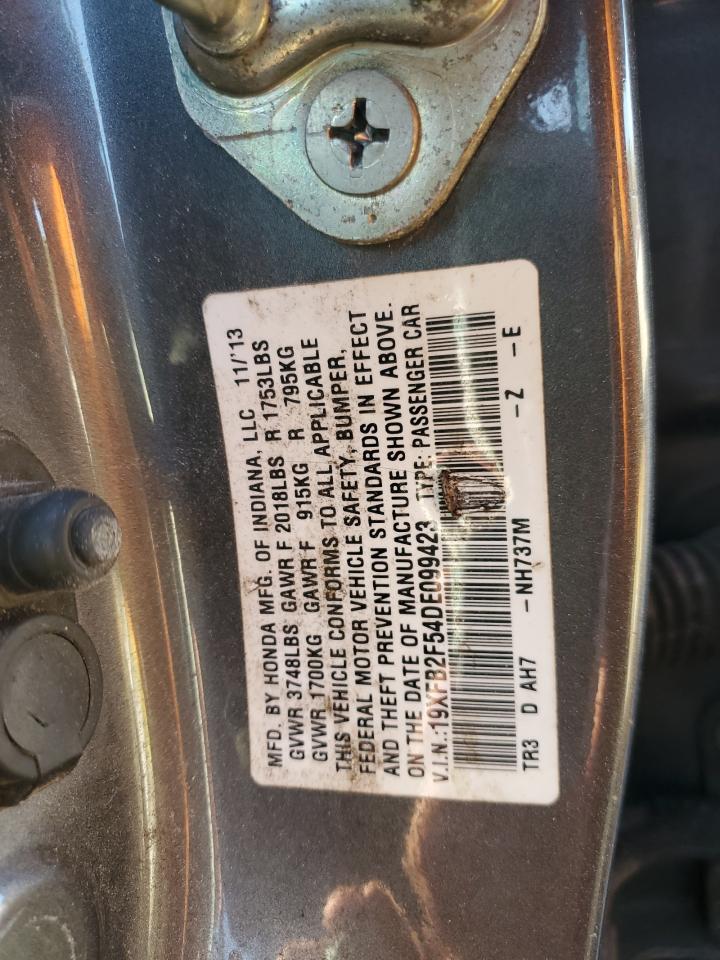 MFD. BY HONDA MFG. OF INDIANA, LLC 11/'13
GVWR 3748LBS GAWR F 2018LBS R 1753LBS
GVWR 1700KG GAWR F 915KG R 795KG
THIS VEHICLE CONFORMS TO ALL APPLICABLE
FEDERAL MOTOR VEHICLE SAFETY, BUMPER,
AND THEFT PREVENTION STANDARDS IN EFFECT
ON THE DATE OF MANUFACTURE SHOWN ABOVE.
V.I.N.:19XFB2F54DE099423 TYPE: PASSENGER CAR
TR3 D AH7 -NH737M -Z -E